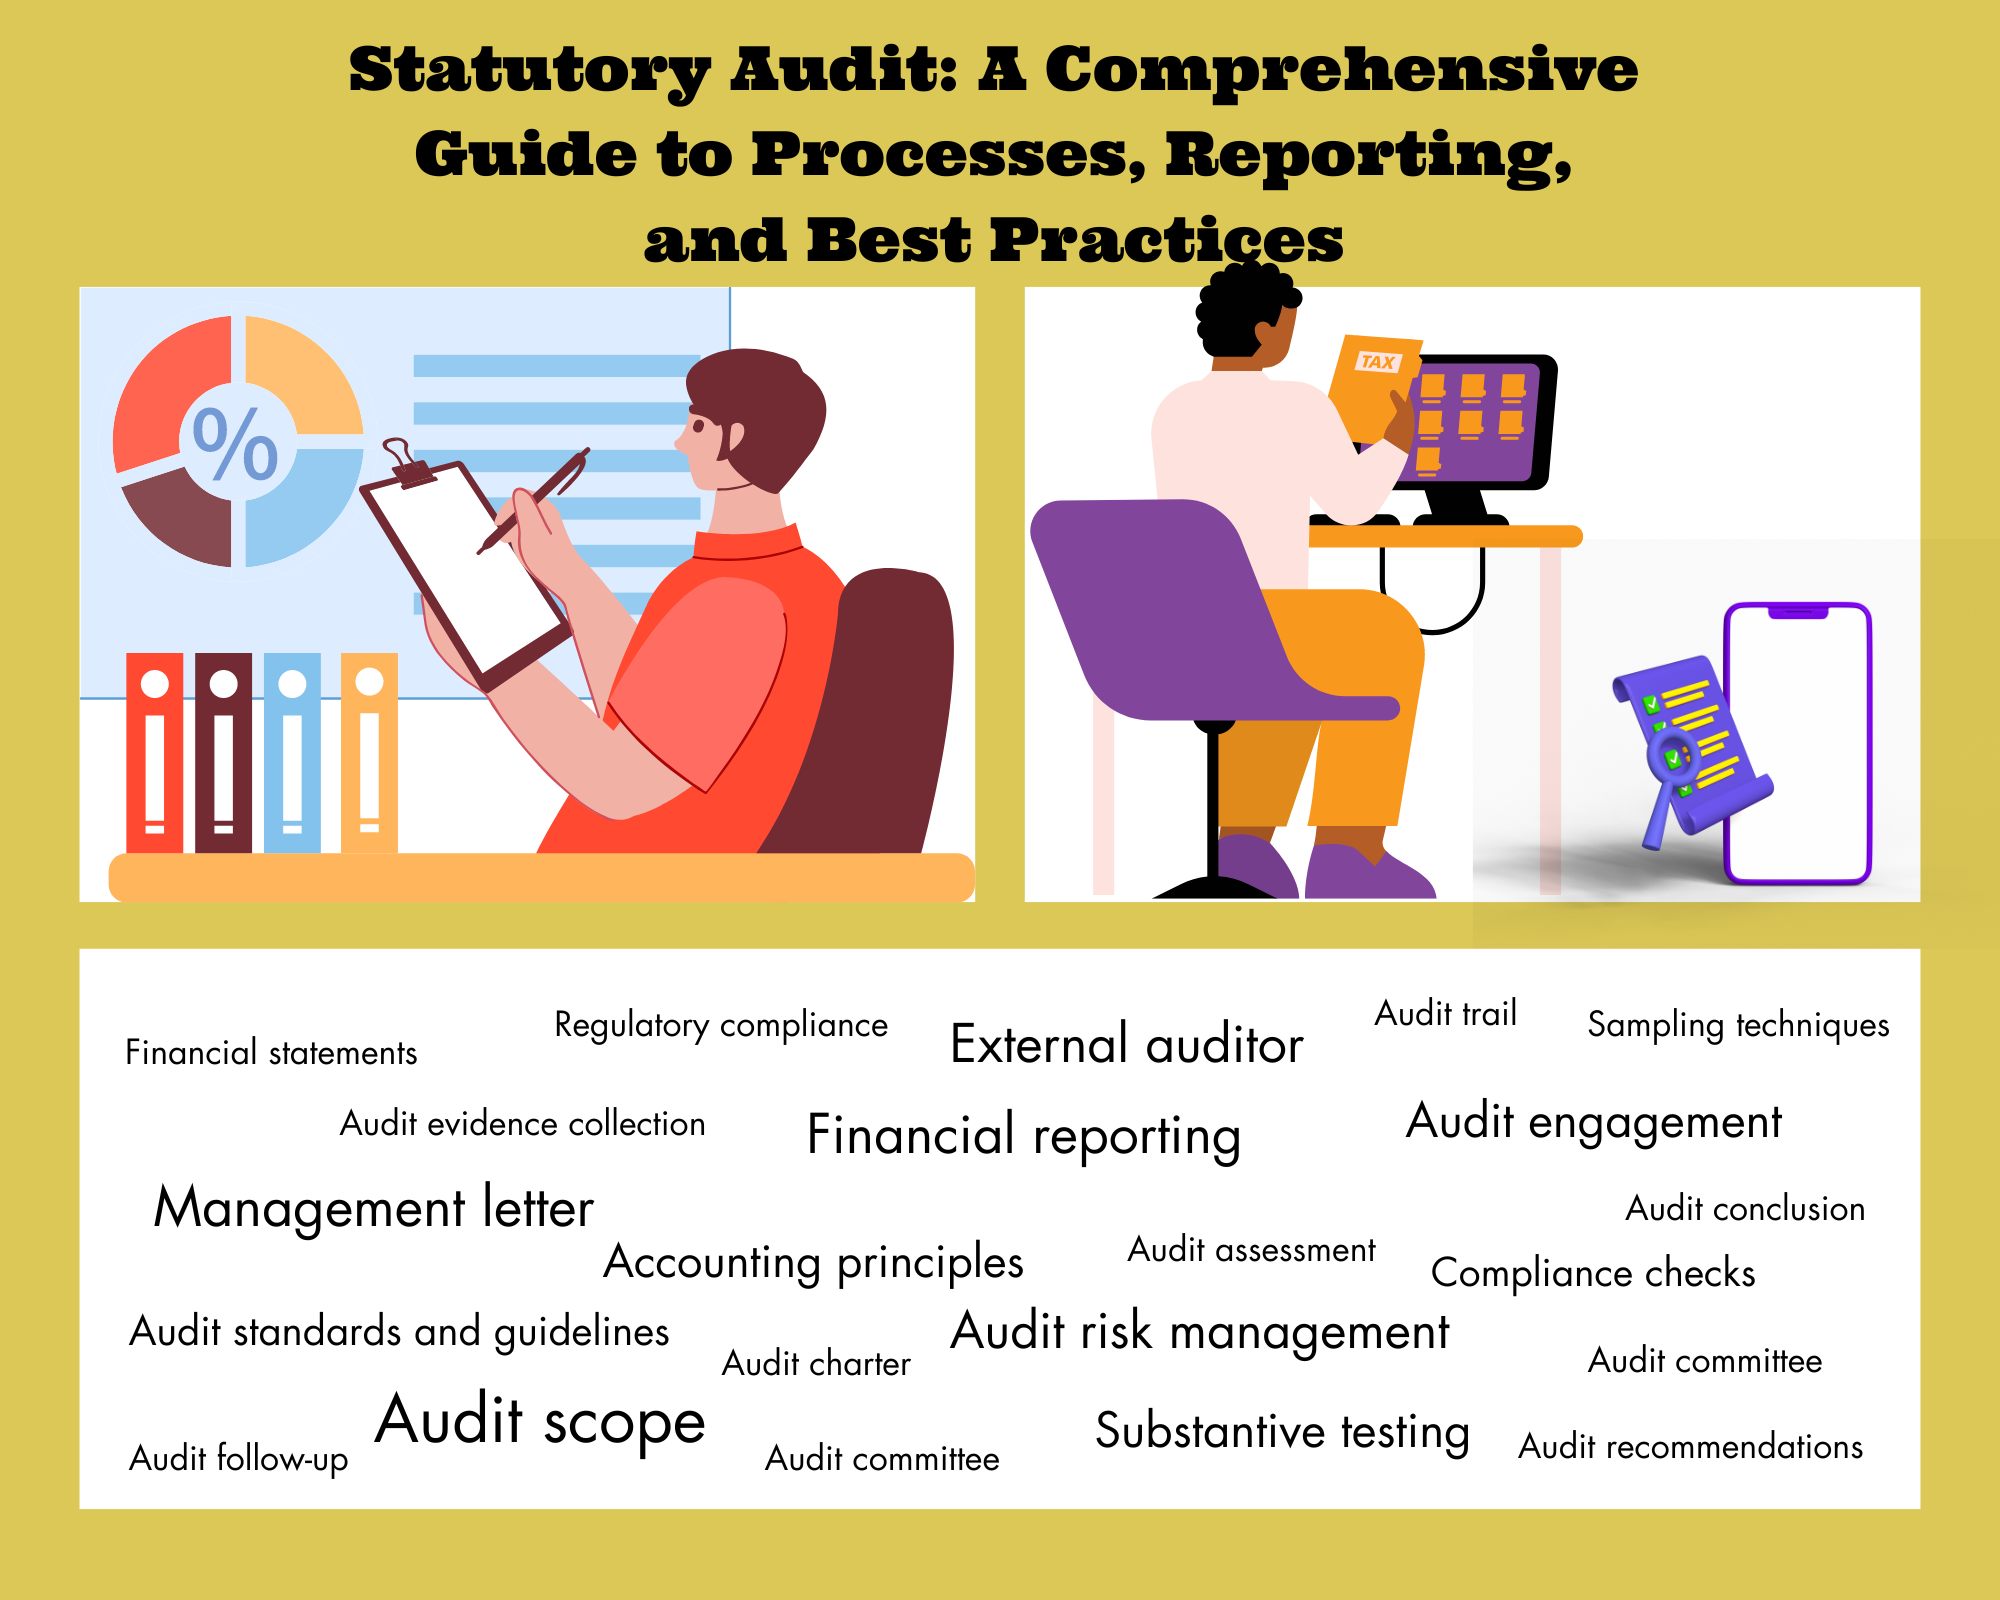 Statutory Audit: A Comprehensive
Guide to Processes, Reporting,
and Best Practices
%
TAX
Financial statements
Regulatory compliance
External auditor
Audit trail
Sampling techniques
Audit evidence collection
Financial reporting
Audit engagement
Management letter
Audit conclusion
Accounting principles
Audit assessment
Compliance checks
Audit standards and guidelines
Audit charter
Audit risk management
Audit committee
Audit follow-up
Audit scope
Audit committee
Substantive testing
Audit recommendations